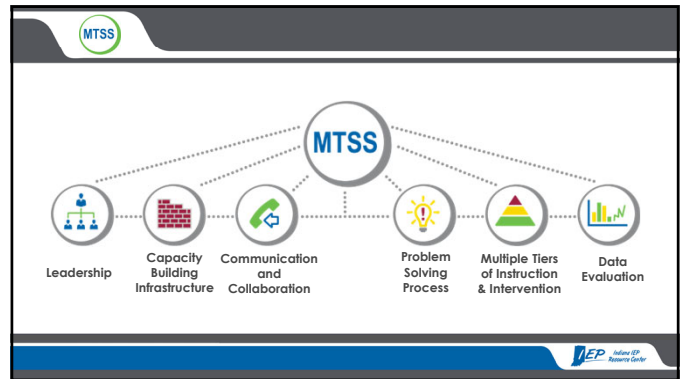 MTSS
MTSS
Leadership
Capacity
Building
Infrastructure
Communication
and
Collaboration
Problem
Solving
Process
Multiple Tiers
of Instruction
& Intervention
Data
Evaluation
IEP Indiana IEP
Resource Center